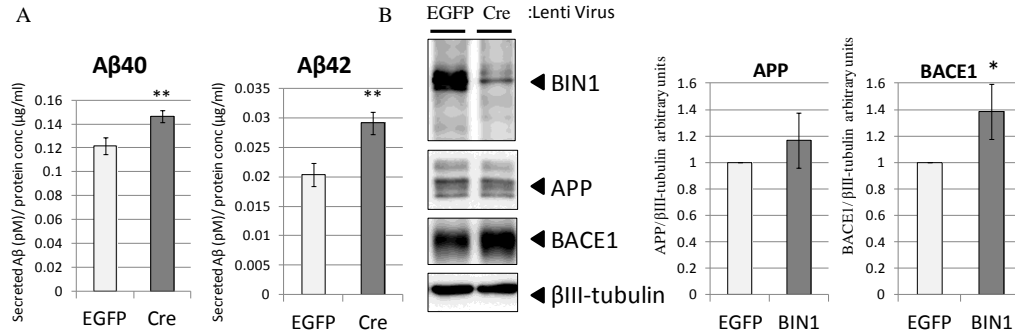 A
Aβ40
Secreted Aβ (pM)/ protein conc (μg/ml)
0.16
0.14
0.12
0.10
0.08
0.06
0.04
0.02
0
EGFP Cre
**
Aβ42
0.035
0.03
0.025
0.02
0.035
0.01
0.005
0
EGFP Cre
**
Secreted Aβ (pM)/ protein conc (μg/ml)
B
EGFP Cre :Lenti Virus
BIN1
APP
BACE1
βIII-tubulin
APP
APP/βIII-tubulin arbitrary units
1.6
1.4
1.2
1
0.8
0.6
0.4
0.2
0
EGFP BIN1
BACE1 *
BACE1/ βIII-tubulin arbitrary units
1.6
1.4
1.2
1
0.8
0.6
0.4
0.2
0
EGFP BIN1